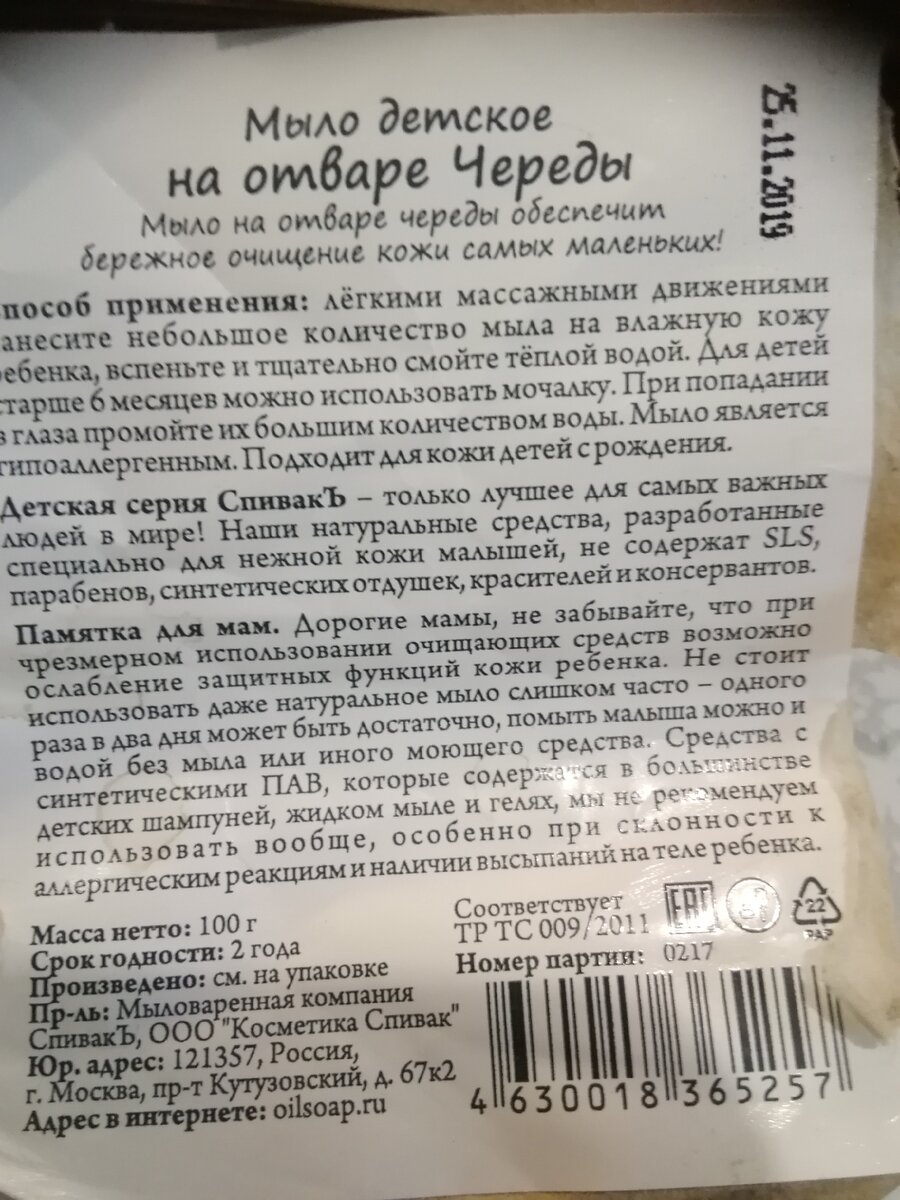 Мыло детское
на отваре Череды
Мыло на отваре череды обеспечит
бережное очищение кожи самых маленьких!
25.11.2019
пособ применения: лёгкими массажными движениями
анесите небольшое количество мыла на влажную кожу
ебенка, вспеньте и тщательно смойте тёплой водой. Для детей
старше 6 месяцев можно использовать мочалку. При попадании
в глаза промойте их большим количеством воды. Мыло является
гипоаллергенным. Подходит для кожи детей с рождения.
Детская серия СпивакЪ – только лучшее для самых важных
людей в мире! Наши натуральные средства, разработанные
специально для нежной кожи малышей, не содержат SLS,
парабенов, синтетических отдушек, красителей и консервантов.
Памятка для мам. Дорогие мамы, не забывайте, что при
чрезмерном использовании очищающих средств возможно
ослабление защитных функций кожи ребенка. Не стоит
использовать даже натуральное мыло слишком часто – одного
раза в два дня может быть достаточно, помыть малыша можно и
водой без мыла или иного моющего средства. Средства с
синтетическими ПАВ, которые содержатся в большинстве
детских шампуней, жидком мыле и гелях, мы не рекомендуем
использовать вообще, особенно при склонности к
аллергическим реакциям и наличии высыпаний на теле ребенка.
Масса нетто: 100 г
Срок годности: 2 года
Произведено: см. на упаковке
Пр-ль: Мыловаренная компания
СпивакЪ, ООО "Косметика Спивак"
Юр. адрес: 121357, Россия,
г. Москва, пр-т Кутузовский, д. 67к2
Адрес в интернете: oilsoap.ru
Соответствует
ТР ТС 009/2011
EAC
22
PAP
Номер партии: 0217
4 630018 365257